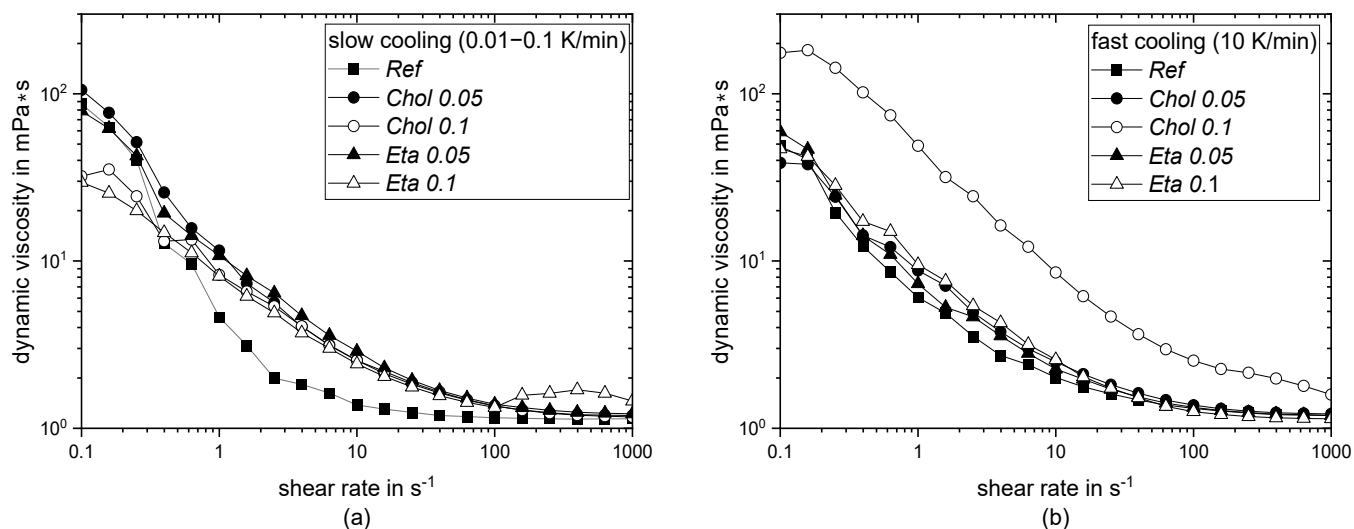 slow cooling (0.01−0.1 K/min)
Ref
Chol 0.05
Chol 0.1
Eta 0.05
Eta 0.1
dynamic viscosity in mPa*s
10²
10¹
10⁰
0.1
1
10
100
1000
shear rate in s⁻¹
(a)
fast cooling (10 K/min)
Ref
Chol 0.05
Chol 0.1
Eta 0.05
Eta 0.1
dynamic viscosity in mPa*s
10²
10¹
10⁰
0.1
1
10
100
1000
shear rate in s⁻¹
(b)